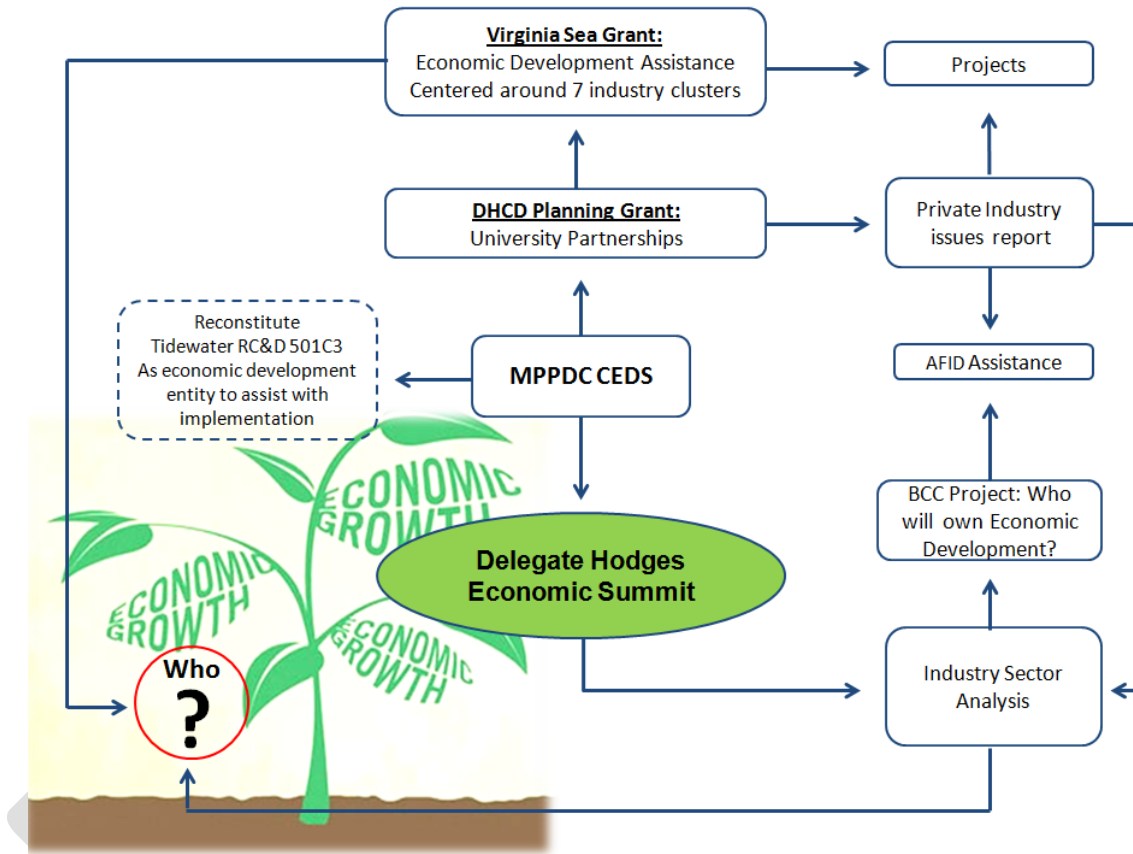 Virginia Sea Grant:
Economic Development Assistance
Centered around 7 industry clusters
Projects
DHCD Planning Grant:
University Partnerships
Private Industry
issues report
Reconstitute
Tidewater RC&D 501C3
As economic development
entity to assist with
implementation
MPPDC CEDS
AFID Assistance
ECONOMIC
GROWTH
BCC Project: Who
will own Economic
Development?
Delegate Hodges
Economic Summit
ECONOMIC
GROWTH
ECONOMIC
GROWTH
Who
?
Industry Sector
Analysis